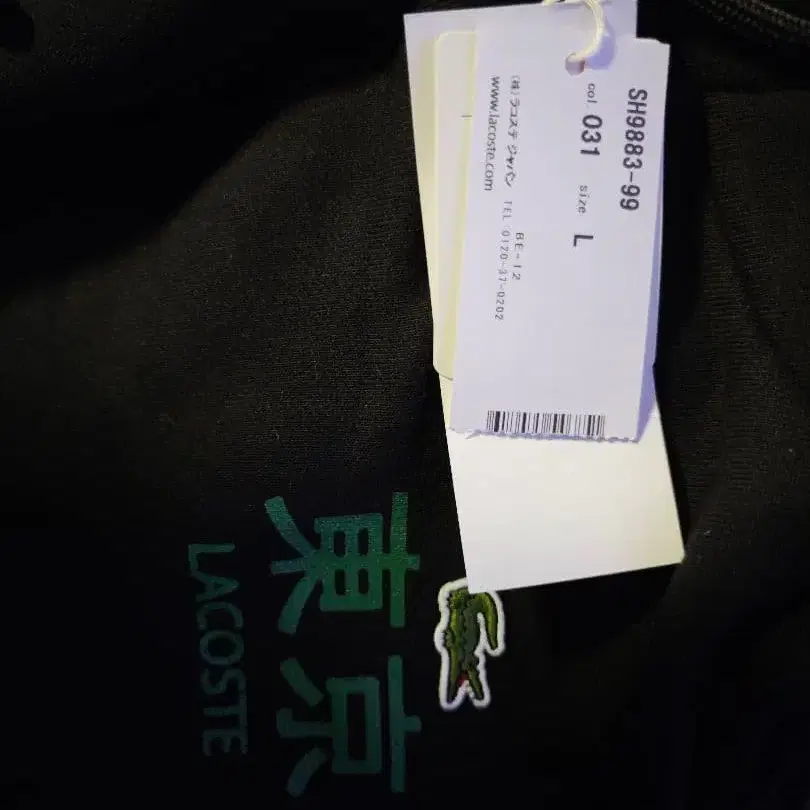 SH9883-99
col. 031 size L
BE-12
(株)ラコステ ジャパン TEL 0120-37-0202
www.lacoste.com
東京
LACOSTE